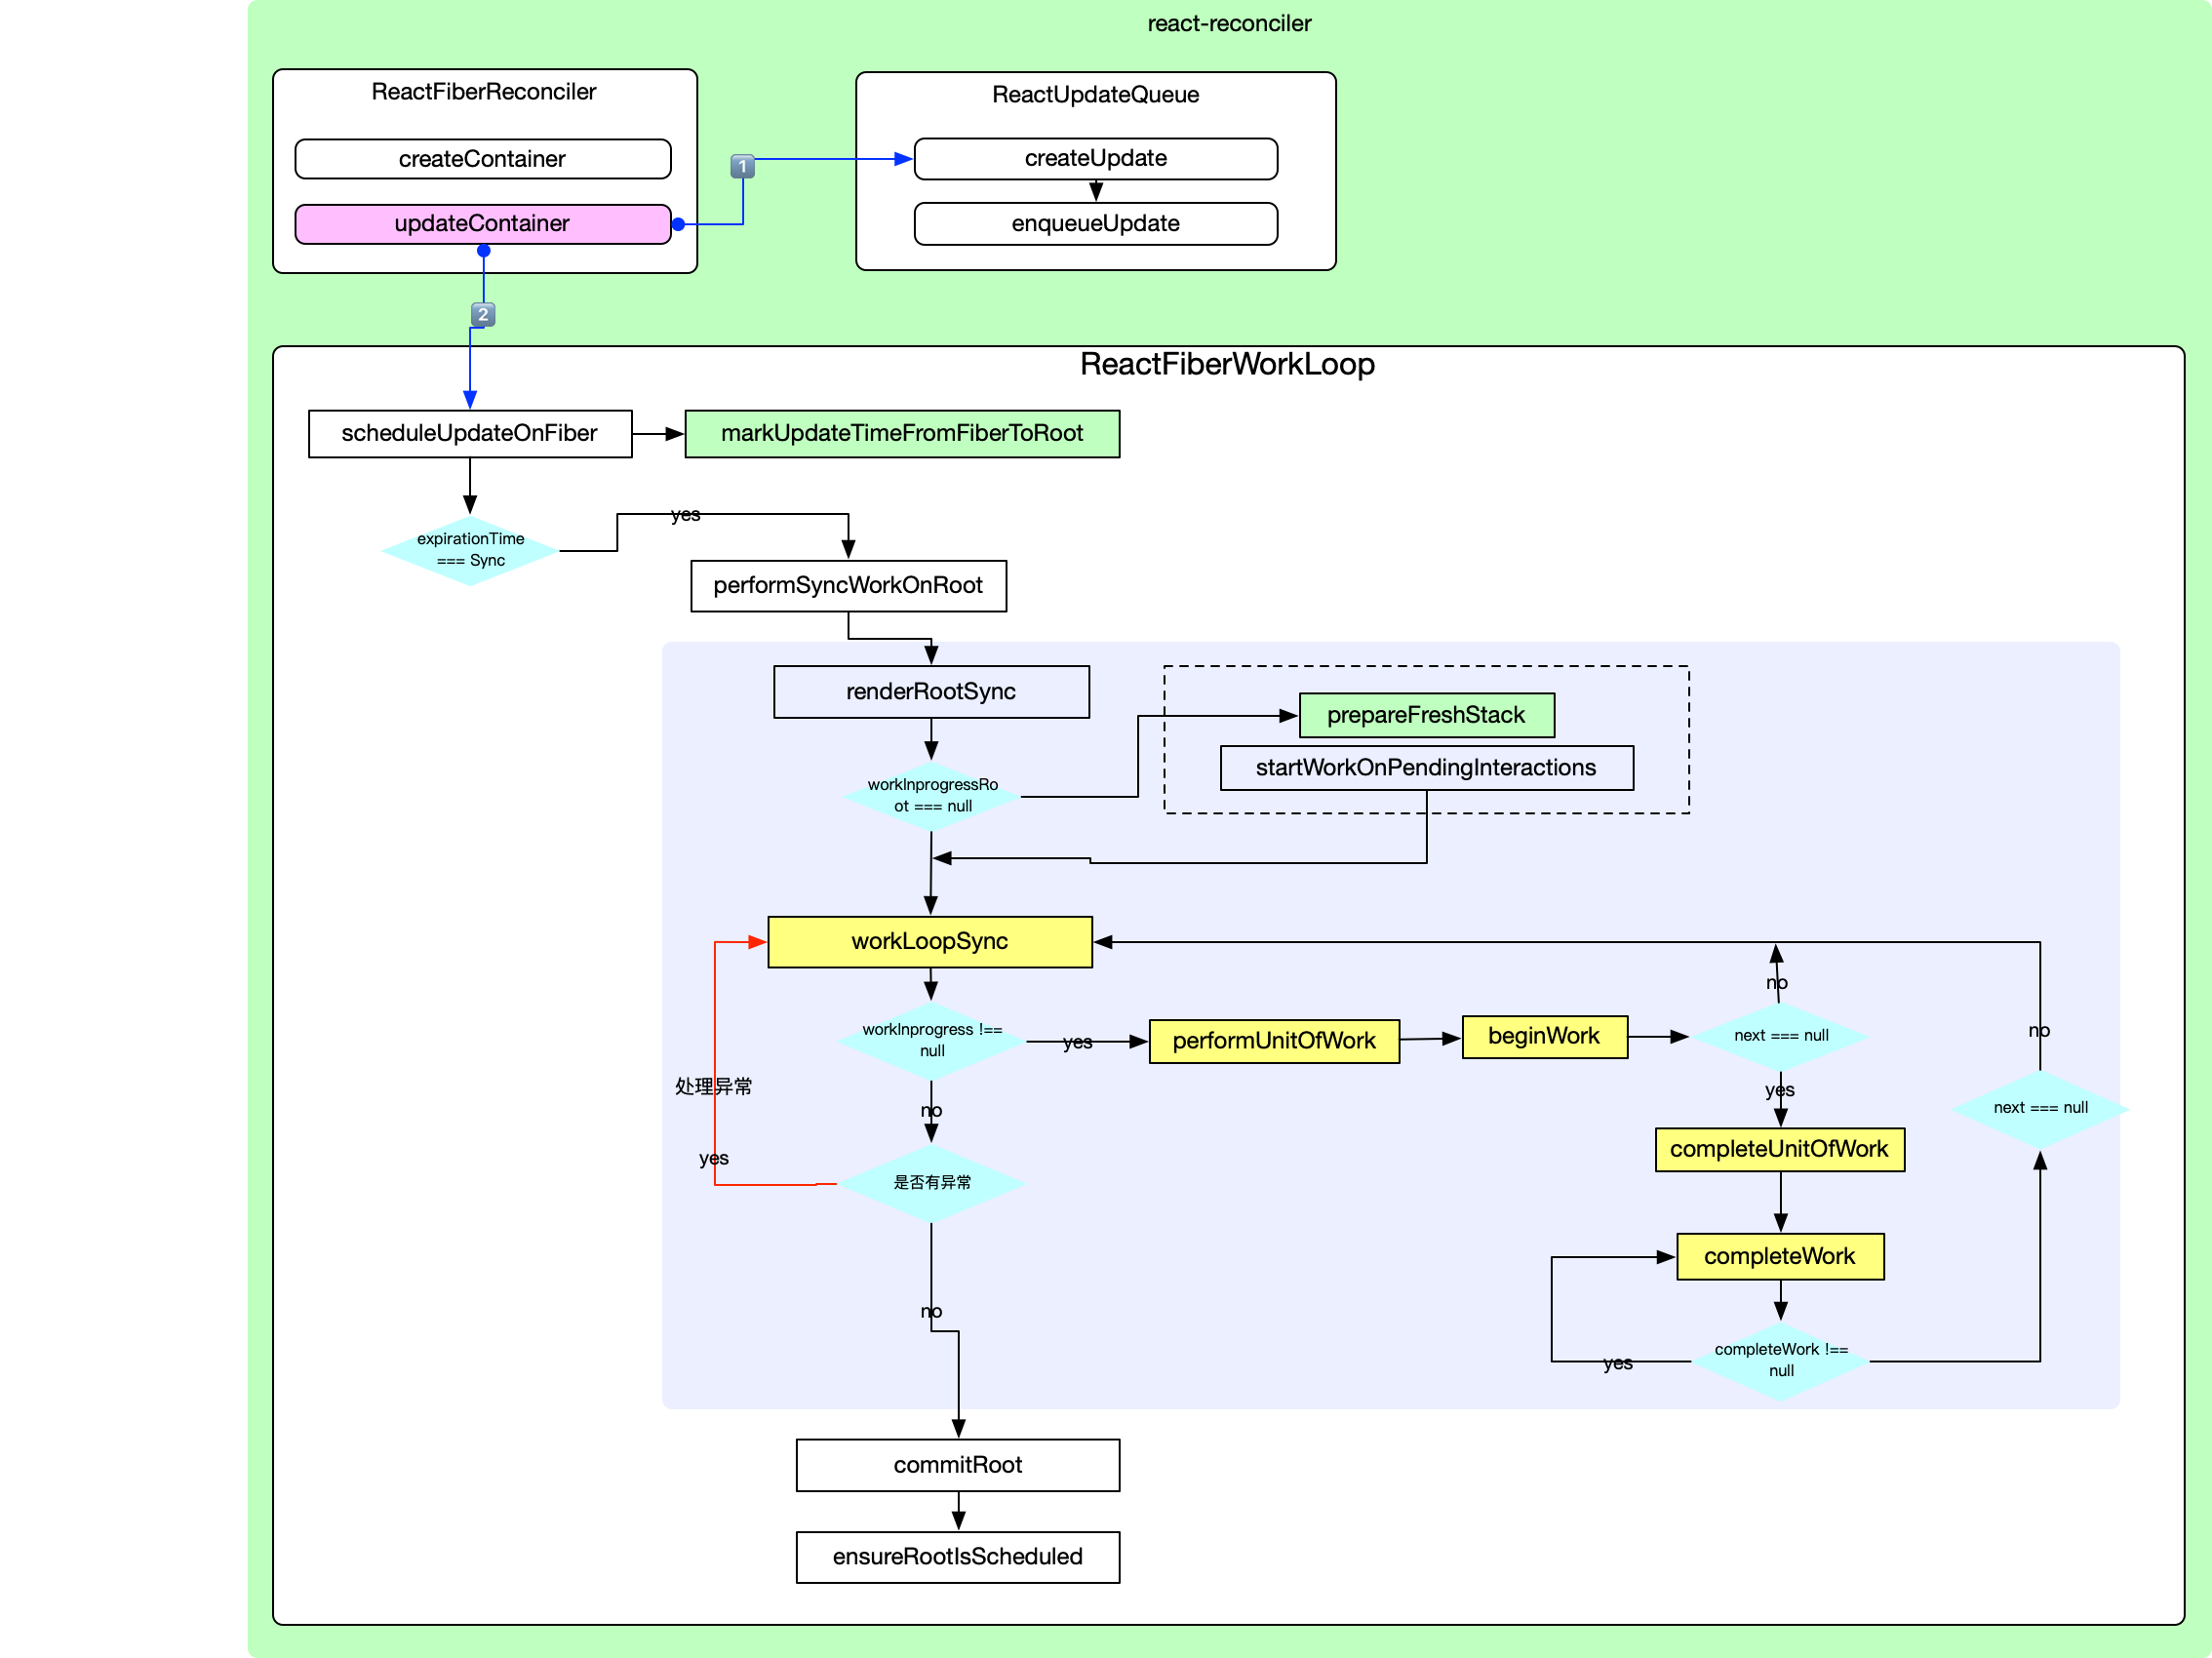 react-reconciler
ReactFiberReconciler
createContainer
updateContainer
1
ReactUpdateQueue
createUpdate
enqueueUpdate
2
ReactFiberWorkLoop
scheduleUpdateOnFiber
markUpdateTimeFromFiberToRoot
expirationTime
=== Sync
yes
performSyncWorkOnRoot
renderRootSync
prepareFreshStack
startWorkOnPendingInteractions
workInprogressRo
ot === null
workLoopSync
workInprogress !==
null
yes
performUnitOfWork
beginWork
next === null
no
yes
no
next === null
处理异常
no
yes
是否有异常
completeUnitOfWork
completeWork
completeWork !==
null
yes
no
commitRoot
ensureRootIsScheduled